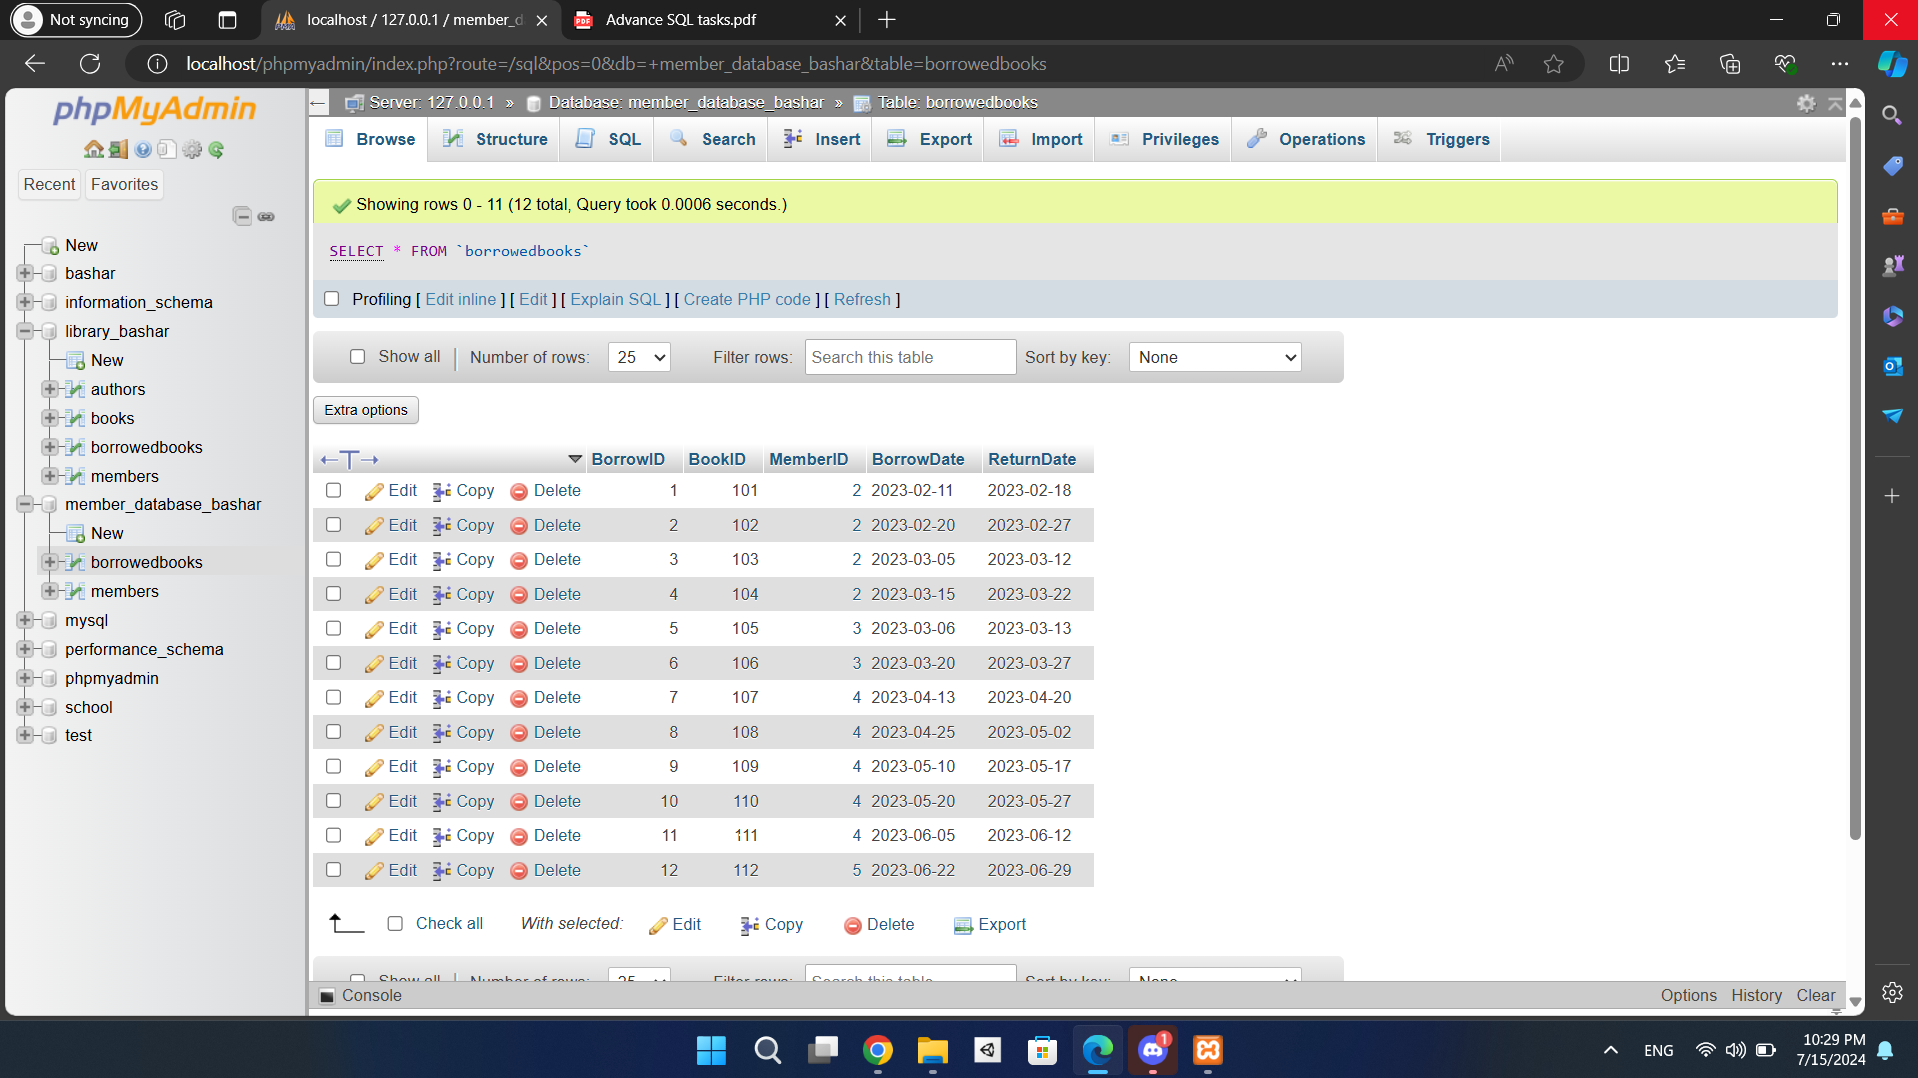 Not syncing
localhost / 127.0.0.1 / member_d
Advance SQL tasks.pdf
localhost/phpmyadmin/index.php?route=/sql&pos=0&db=+member_database_bashar&table=borrowedbooks
phpMyAdmin
Recent Favorites
New
bashar
information_schema
library_bashar
New
authors
books
borrowedbooks
members
member_database_bashar
New
borrowedbooks
members
mysql
performance_schema
phpmyadmin
school
test
Server: 127.0.0.1 » Database: member_database_bashar » Table: borrowedbooks
Browse Structure SQL Search Insert Export Import Privileges Operations Triggers
Showing rows 0 - 11 (12 total, Query took 0.0006 seconds.)
SELECT * FROM `borrowedbooks`
Profiling [ Edit inline ] [ Edit ] [ Explain SQL ] [ Create PHP code ] [ Refresh ]
Show all | Number of rows: 25 Filter rows: Search this table Sort by key: None
Extra options
←T→ BorrowID BookID MemberID BorrowDate ReturnDate
Edit Copy Delete 1 101 2 2023-02-11 2023-02-18
Edit Copy Delete 2 102 2 2023-02-20 2023-02-27
Edit Copy Delete 3 103 2 2023-03-05 2023-03-12
Edit Copy Delete 4 104 2 2023-03-15 2023-03-22
Edit Copy Delete 5 105 3 2023-03-06 2023-03-13
Edit Copy Delete 6 106 3 2023-03-20 2023-03-27
Edit Copy Delete 7 107 4 2023-04-13 2023-04-20
Edit Copy Delete 8 108 4 2023-04-25 2023-05-02
Edit Copy Delete 9 109 4 2023-05-10 2023-05-17
Edit Copy Delete 10 110 4 2023-05-20 2023-05-27
Edit Copy Delete 11 111 4 2023-06-05 2023-06-12
Edit Copy Delete 12 112 5 2023-06-22 2023-06-29
Check all With selected: Edit Copy Delete Export
Show all | Number of rows: 25 Filter rows: Search this table Sort by key: None
Console Options History Clear
1
ENG
10:29 PM
7/15/2024